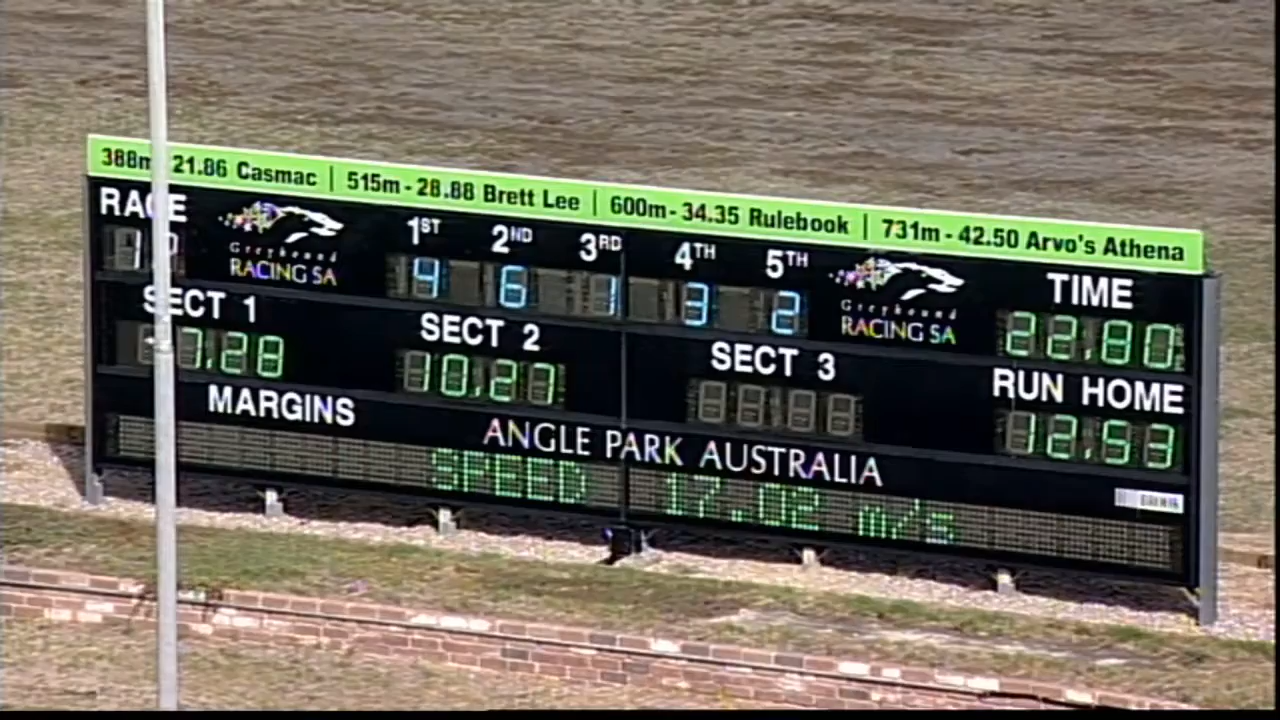 388m 21.86 Casmac | 515m - 28.88 Brett Lee | 600m - 34.35 Rulebook | 731m - 42.50 Arvo's Athena
RACE
Greyhound
RACING SA
1ST 2ND 3RD 4TH 5TH
4 6 1 3 2
Greyhound
RACING SA
TIME
22.80
SECT 1
7.28
SECT 2
10.27
SECT 3
RUN HOME
12.53
MARGINS
ANGLE PARK AUSTRALIA
SPEED 17.02 m/s